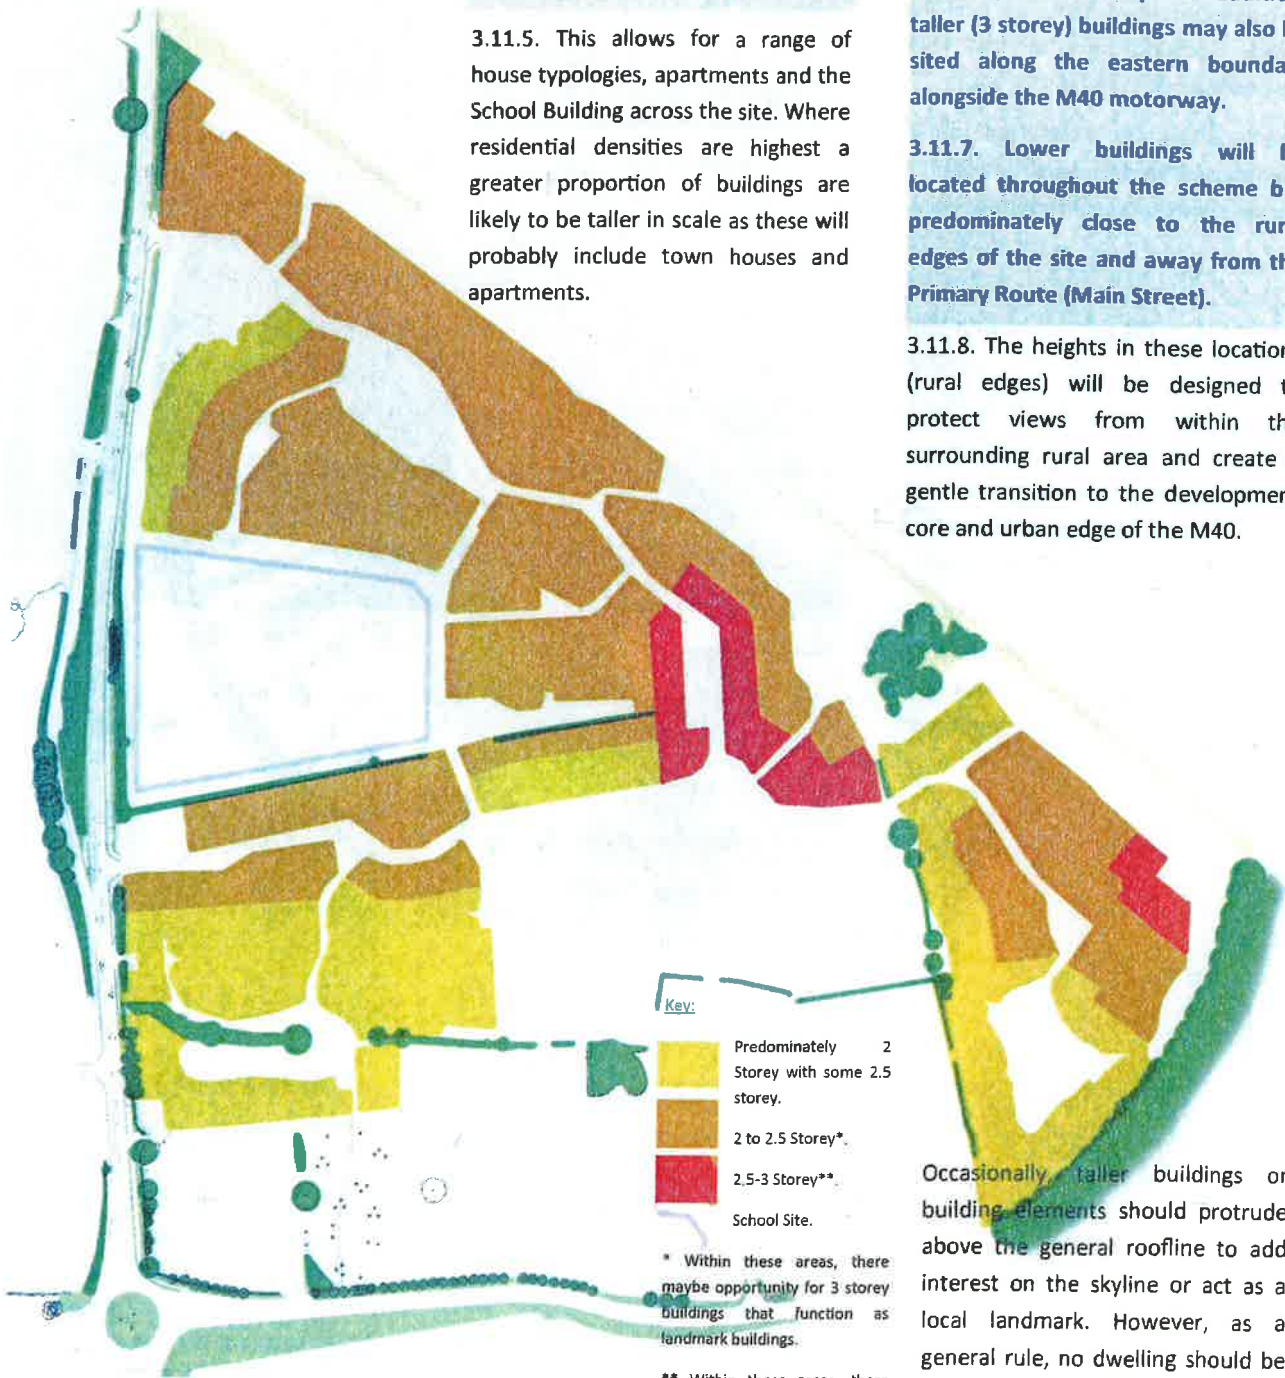 3.11.5. This allows for a range of
house typologies, apartments and the
School Building across the site. Where
residential densities are highest a
greater proportion of buildings are
likely to be taller in scale as these will
probably include town houses and
apartments.
taller (3 storey) buildings may also
sited along the eastern bounda
alongside the M40 motorway.
3.11.7. Lower buildings will
located throughout the scheme b
predominately close to the rur
edges of the site and away from th
Primary Route (Main Street).
3.11.8. The heights in these location
(rural edges) will be designed t
protect views from within th
surrounding rural area and create
gentle transition to the developmen
core and urban edge of the M40.
Key:
Predominately 2
Storey with some 2.5
storey.
2 to 2.5 Storey*.
2.5-3 Storey**.
School Site.
* Within these areas, there
maybe opportunity for 3 storey
buildings that function as
landmark buildings.
** Within these areas, there
Occasionally, taller buildings or
building elements should protrude
above the general roofline to add
interest on the skyline or act as a
local landmark. However, as a
general rule, no dwelling should be